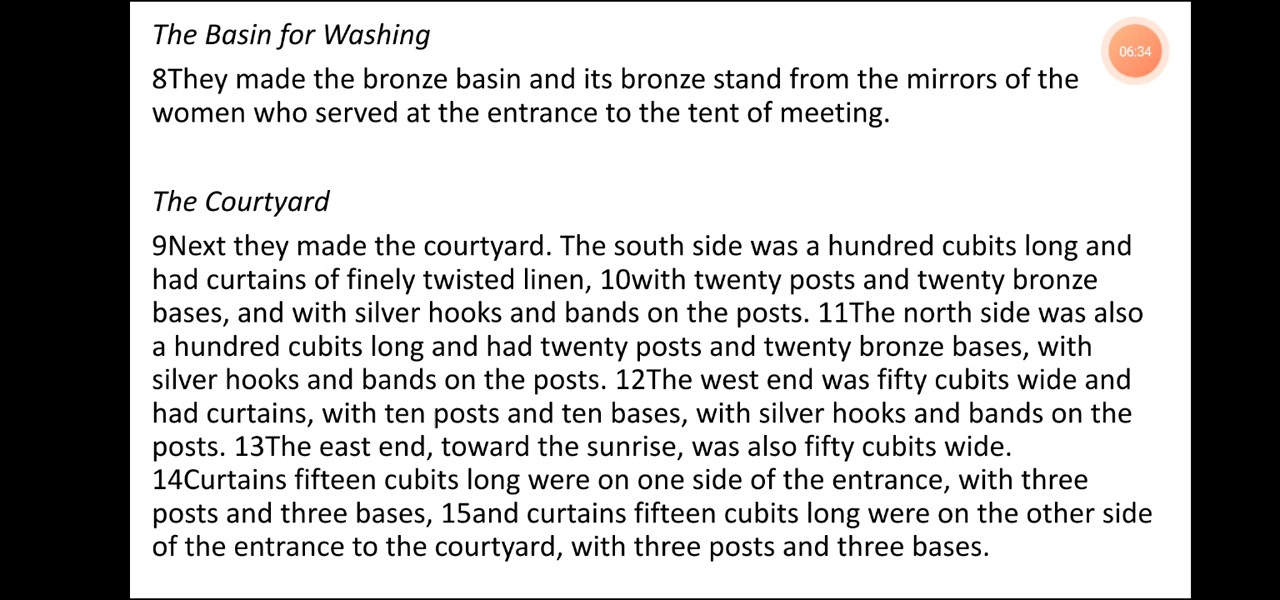 The Basin for Washing
06:34
8They made the bronze basin and its bronze stand from the mirrors of the
women who served at the entrance to the tent of meeting.
The Courtyard
9Next they made the courtyard. The south side was a hundred cubits long and
had curtains of finely twisted linen, 10with twenty posts and twenty bronze
bases, and with silver hooks and bands on the posts. 11The north side was also
a hundred cubits long and had twenty posts and twenty bronze bases, with
silver hooks and bands on the posts. 12The west end was fifty cubits wide and
had curtains, with ten posts and ten bases, with silver hooks and bands on the
posts. 13The east end, toward the sunrise, was also fifty cubits wide.
14Curtains fifteen cubits long were on one side of the entrance, with three
posts and three bases, 15and curtains fifteen cubits long were on the other side
of the entrance to the courtyard, with three posts and three bases.